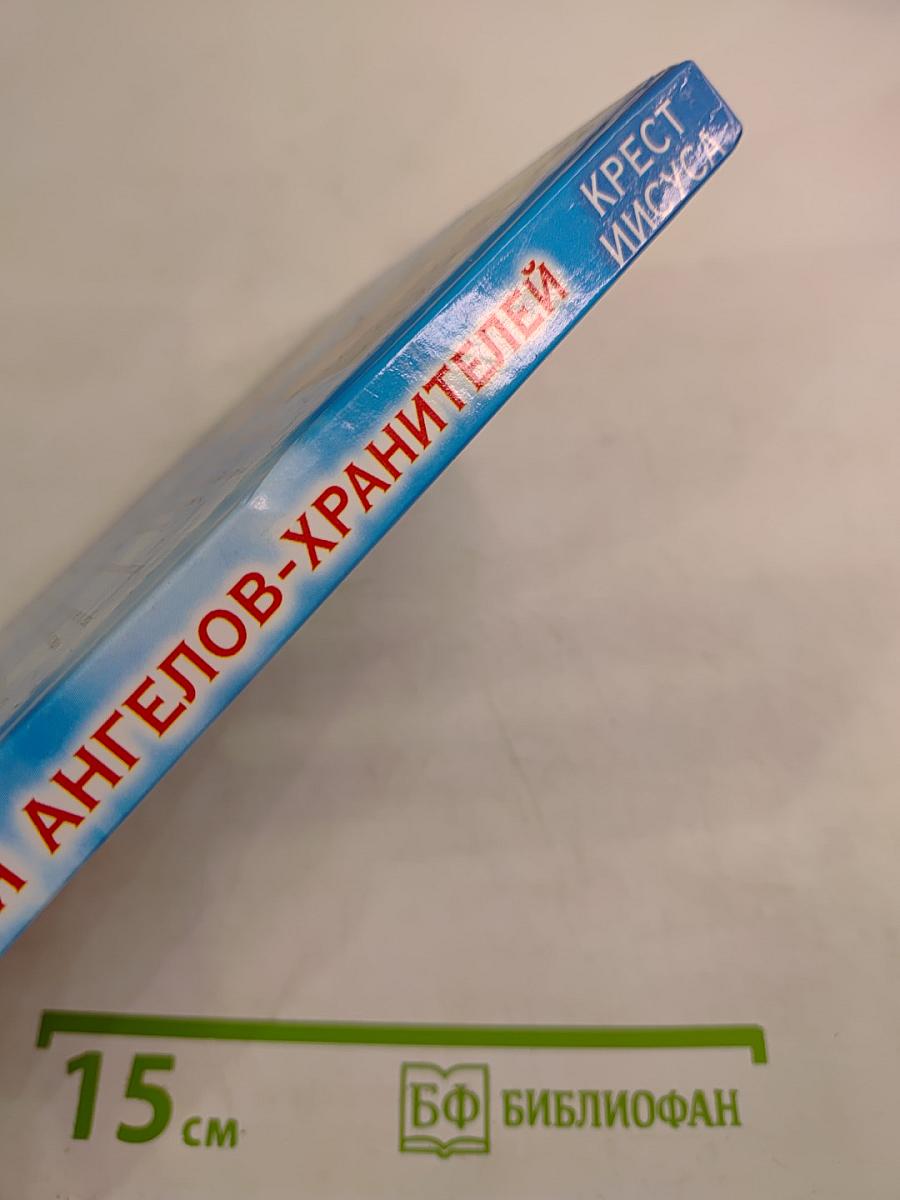 КРЕСТ
ИИСУСА
АНГЕЛОВ-ХРАНИТЕЛЕЙ
15 см
БФ БИБЛИОФАН